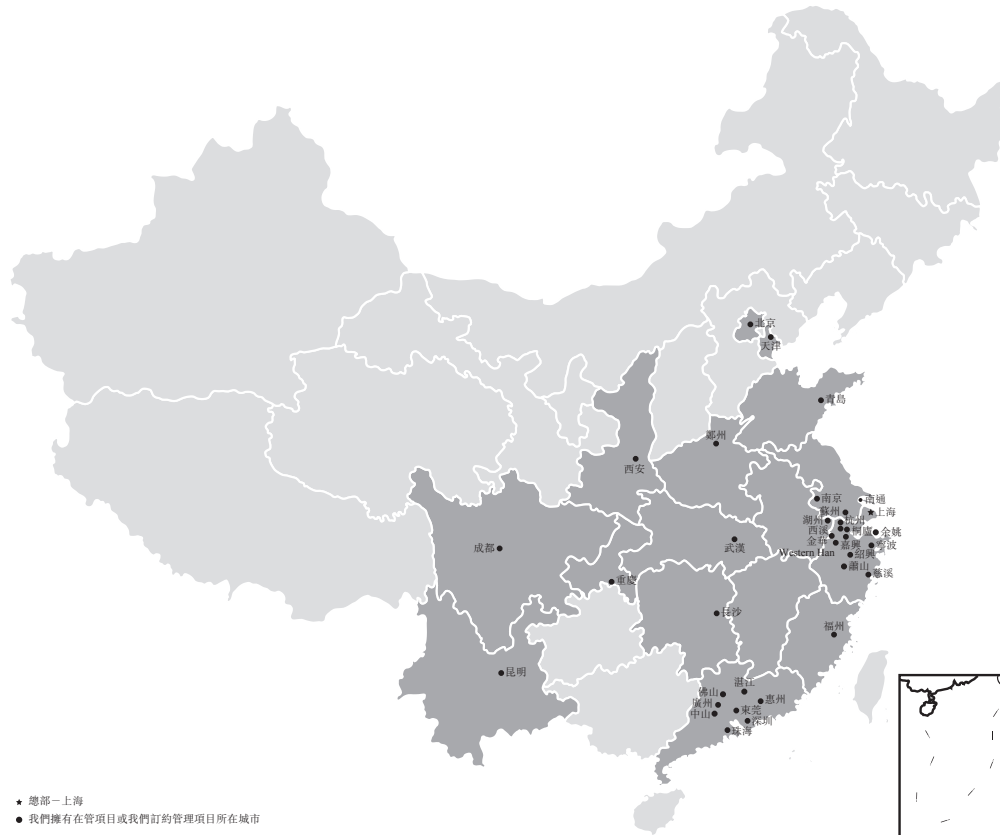 北京
天津
青島
鄭州
西安
南京
南通
蘇州
上海
湖州
杭州
西溪
桐廬
余姚
嘉興
寧波
Western Han
紹興
蕭山
慈溪
成都
武漢
重慶
長沙
福州
昆明
湛江
佛山
惠州
廣州
東莞
中山
深圳
珠海
總部－上海
我們擁有在管項目或我們訂約管理項目所在城市